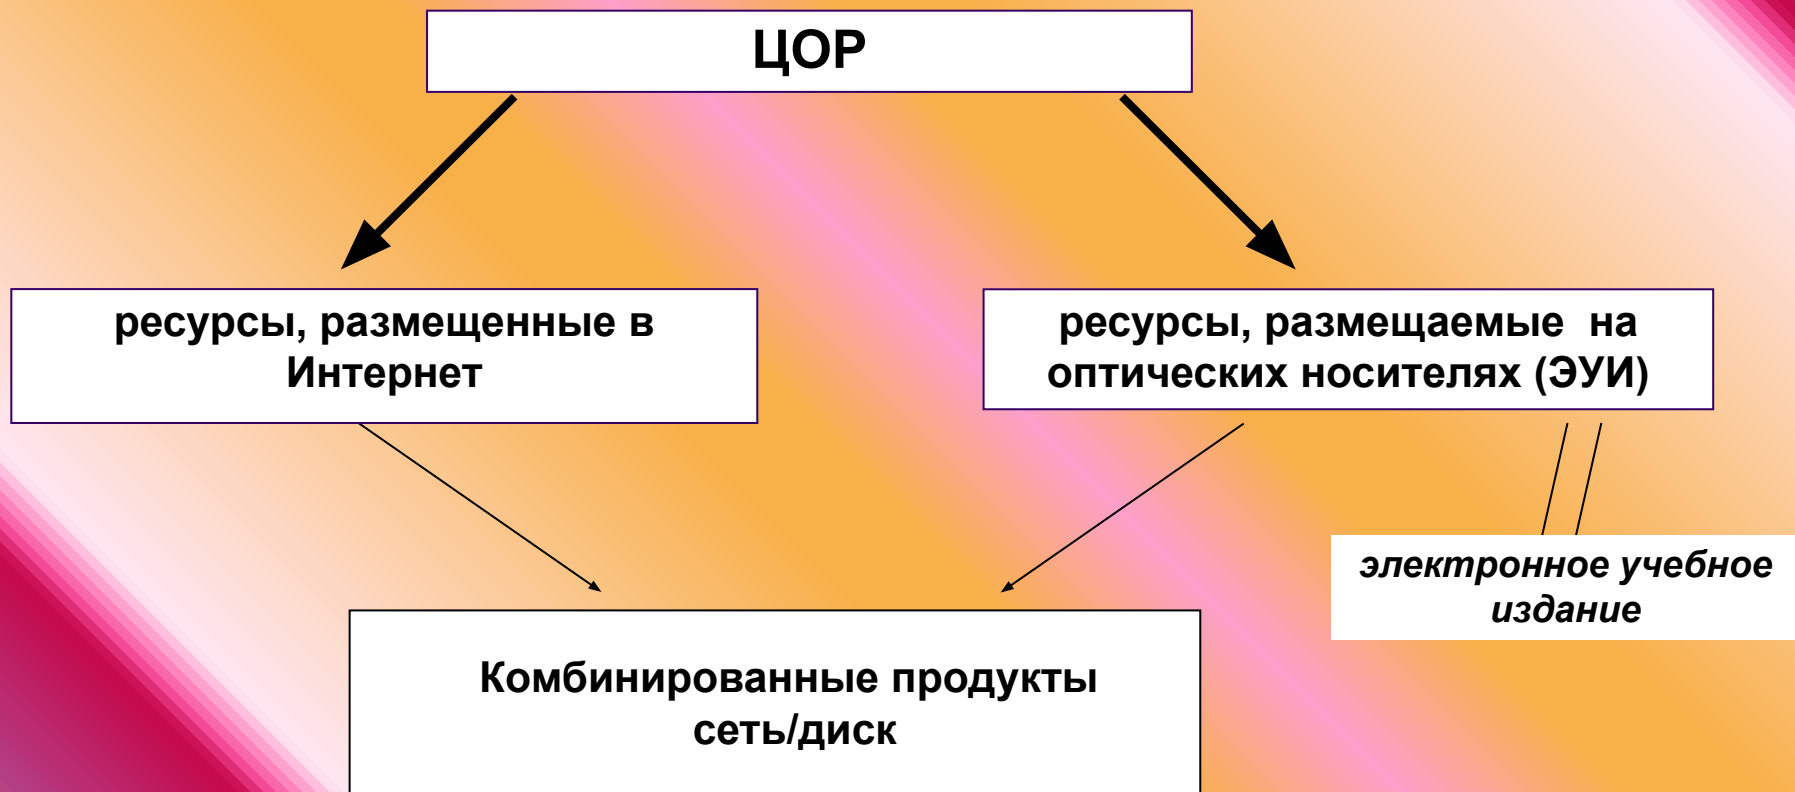 ЦОР
ресурсы, размещенные в
Интернет
ресурсы, размещаемые на
оптических носителях (ЭУИ)
электронное учебное
издание
Комбинированные продукты
сеть/диск